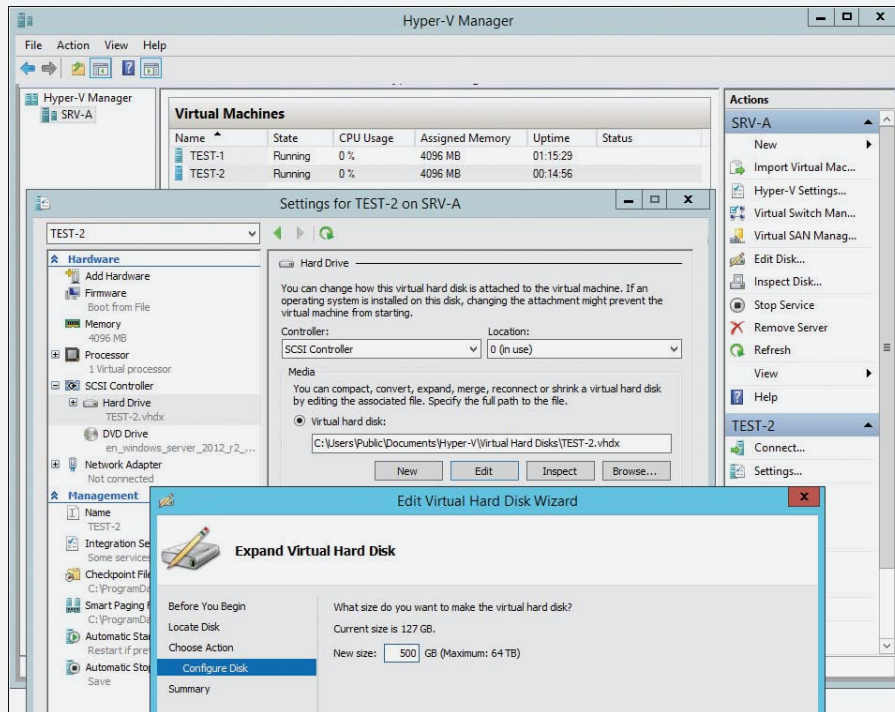 Hyper-V Manager
File Action View Help
Hyper-V Manager
SRV-A
Virtual Machines
Name State CPU Usage Assigned Memory Uptime Status
TEST-1 Running 0 % 4096 MB 01:15:29
TEST-2 Running 0 % 4096 MB 00:14:56
Actions
SRV-A
New
Import Virtual Mac...
Hyper-V Settings...
Virtual Switch Man...
Virtual SAN Manag...
Edit Disk...
Inspect Disk...
Stop Service
Remove Server
Refresh
View
Help
TEST-2
Connect...
Settings...
Settings for TEST-2 on SRV-A
TEST-2
Hardware
Add Hardware
Firmware
Boot from File
Memory
4096 MB
Processor
1 Virtual processor
SCSI Controller
Hard Drive
TEST-2.vhdx
DVD Drive
en_windows_server_2012_r2_...
Network Adapter
Not connected
Management
Name
TEST-2
Integration Se
Some services
Checkpoint File
C:\ProgramDa
Smart Paging F
C:\ProgramDa
Automatic Star
Restart if pre
Automatic Stop
Save
Hard Drive
You can change how this virtual hard disk is attached to the virtual machine. If an
operating system is installed on this disk, changing the attachment might prevent the
virtual machine from starting.
Controller: Location:
SCSI Controller 0 (in use)
Media
You can compact, convert, expand, merge, reconnect or shrink a virtual hard disk
by editing the associated file. Specify the full path to the file.
Virtual hard disk:
C:\Users\Public\Documents\Hyper-V\Virtual Hard Disks\TEST-2.vhdx
New Edit Inspect Browse...
Edit Virtual Hard Disk Wizard
Expand Virtual Hard Disk
Before You Begin
Locate Disk
Choose Action
Configure Disk
Summary
What size do you want to make the virtual hard disk?
Current size is 127 GB.
New size: 500 GB (Maximum: 64 TB)